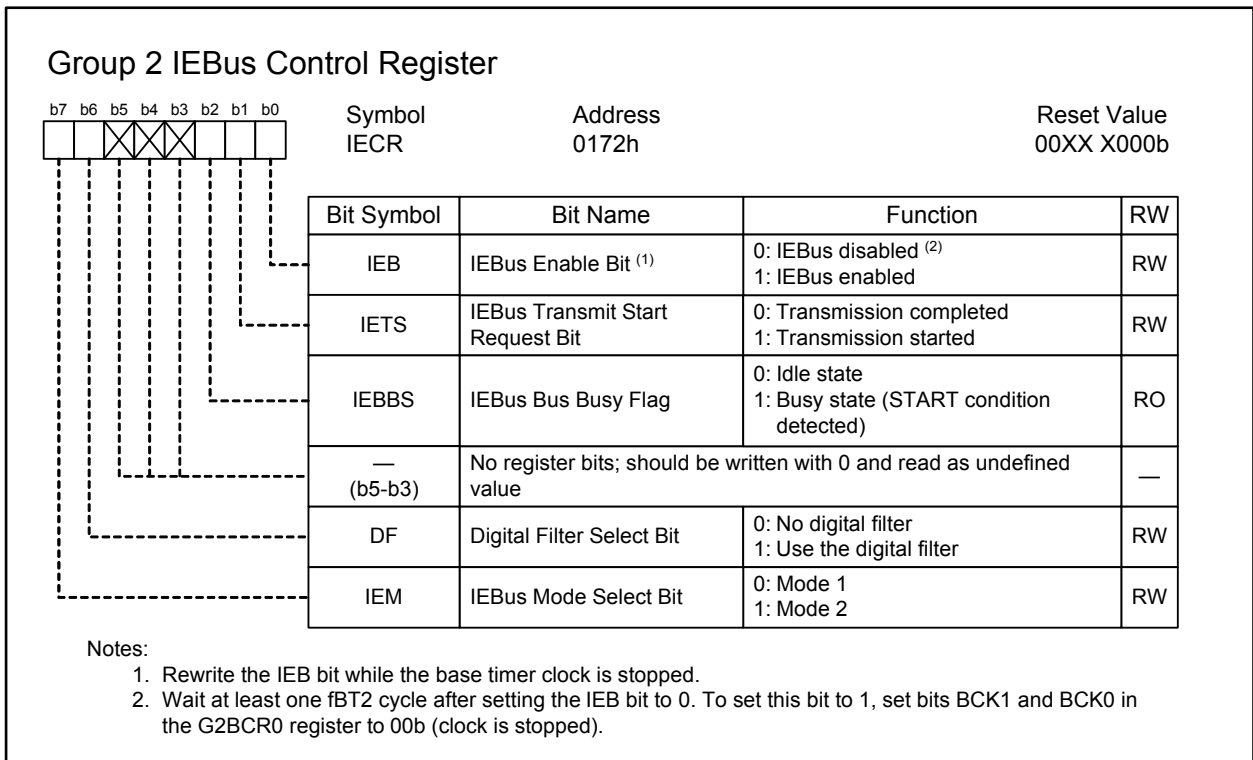 Group 2 IEBus Control Register
b7 b6 b5 b4 b3 b2 b1 b0
Symbol Address Reset Value
IECR 0172h 00XX X000b
Bit Symbol Bit Name Function RW
IEB IEBus Enable Bit (1) 0: IEBus disabled (2) RW
1: IEBus enabled
IETS IEBus Transmit Start Request Bit 0: Transmission completed RW
1: Transmission started
IEBBS IEBus Bus Busy Flag 0: Idle state RO
1: Busy state (START condition
detected)
— (b5-b3) No register bits; should be written with 0 and read as undefined —
value
DF Digital Filter Select Bit 0: No digital filter RW
1: Use the digital filter
IEM IEBus Mode Select Bit 0: Mode 1 RW
1: Mode 2
Notes:
1. Rewrite the IEB bit while the base timer clock is stopped.
2. Wait at least one fBT2 cycle after setting the IEB bit to 0. To set this bit to 1, set bits BCK1 and BCK0 in
the G2BCR0 register to 00b (clock is stopped).